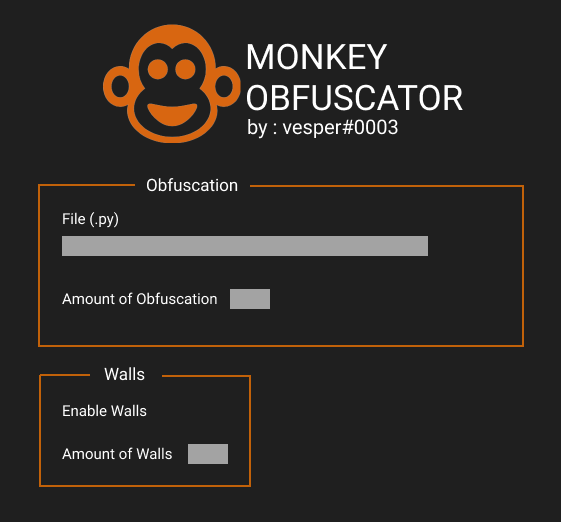 MONKEY
OBFUSCATOR
by : vesper#0003
Obfuscation
File (.py)
Amount of Obfuscation
Walls
Enable Walls
Amount of Walls